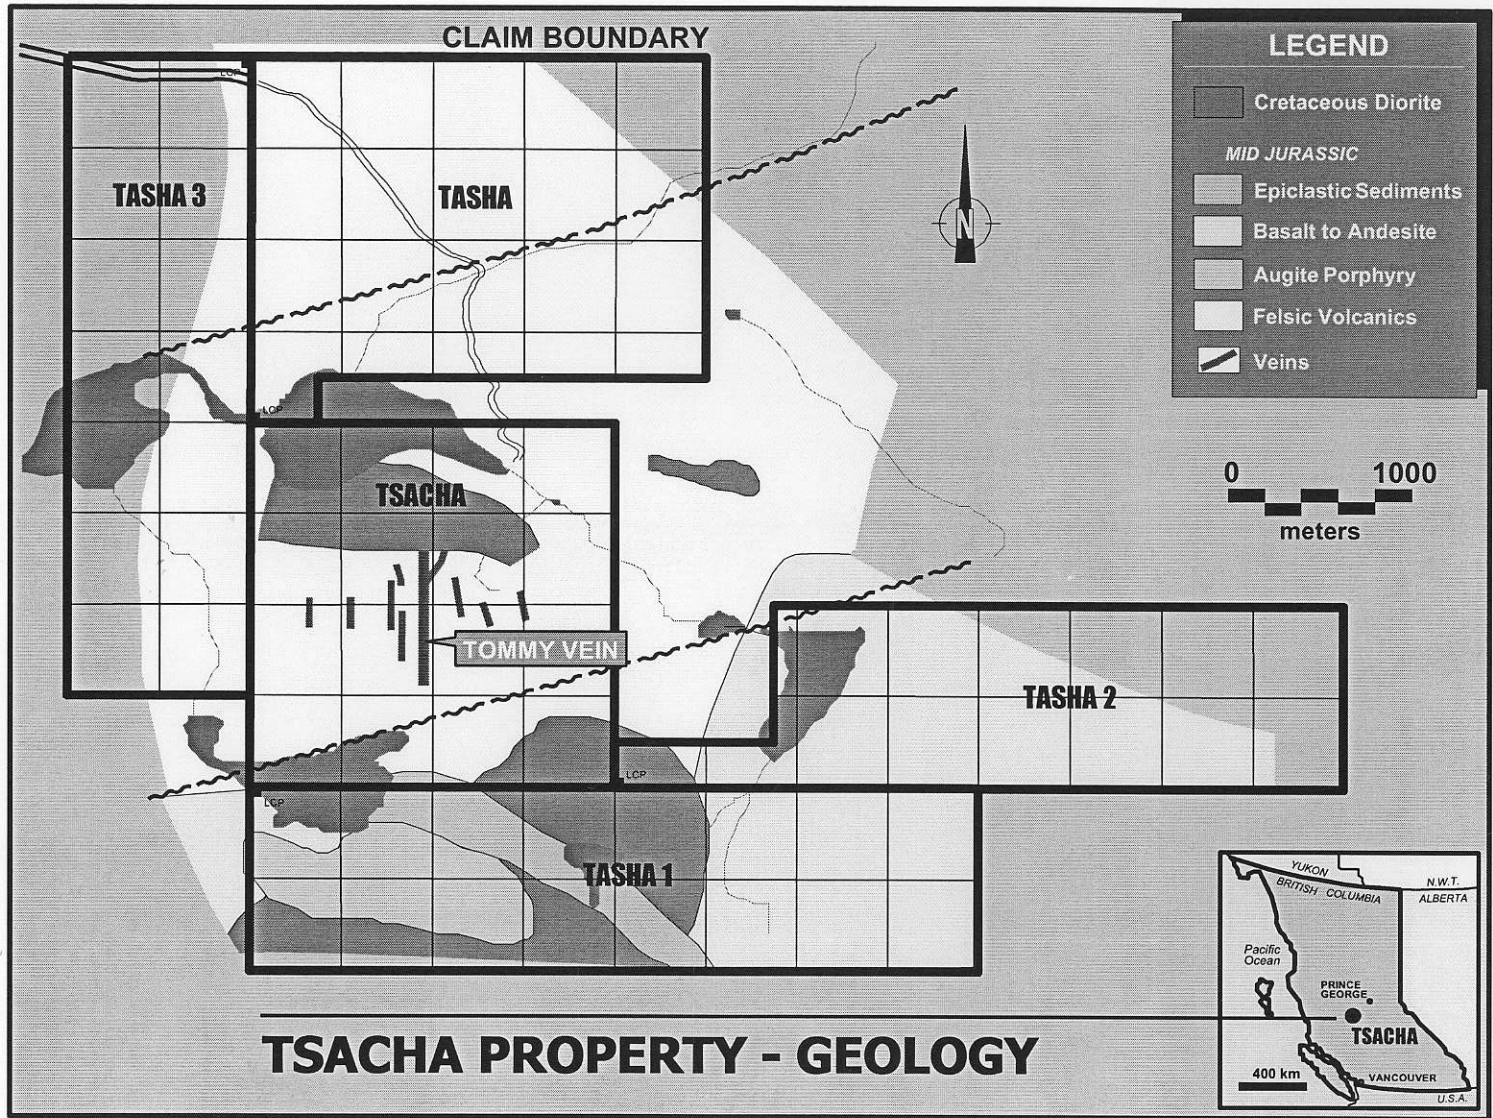 CLAIM BOUNDARY
LEGEND
Cretaceous Diorite
MID JURASSIC
Epiclastic Sediments
Basalt to Andesite
Augite Porphyry
Felsic Volcanics
Veins
LCP
TASHA 3
TASHA
N
LCP
0 1000
meters
TSACHA
TOMMY VEIN
TASHA 2
LCP
LCP
TASHA 1
YUKON
N.W.T.
BRITISH COLUMBIA
ALBERTA
Pacific
Ocean
PRINCE
GEORGE
TSACHA
400 km
VANCOUVER
U.S.A.
TSACHA PROPERTY - GEOLOGY